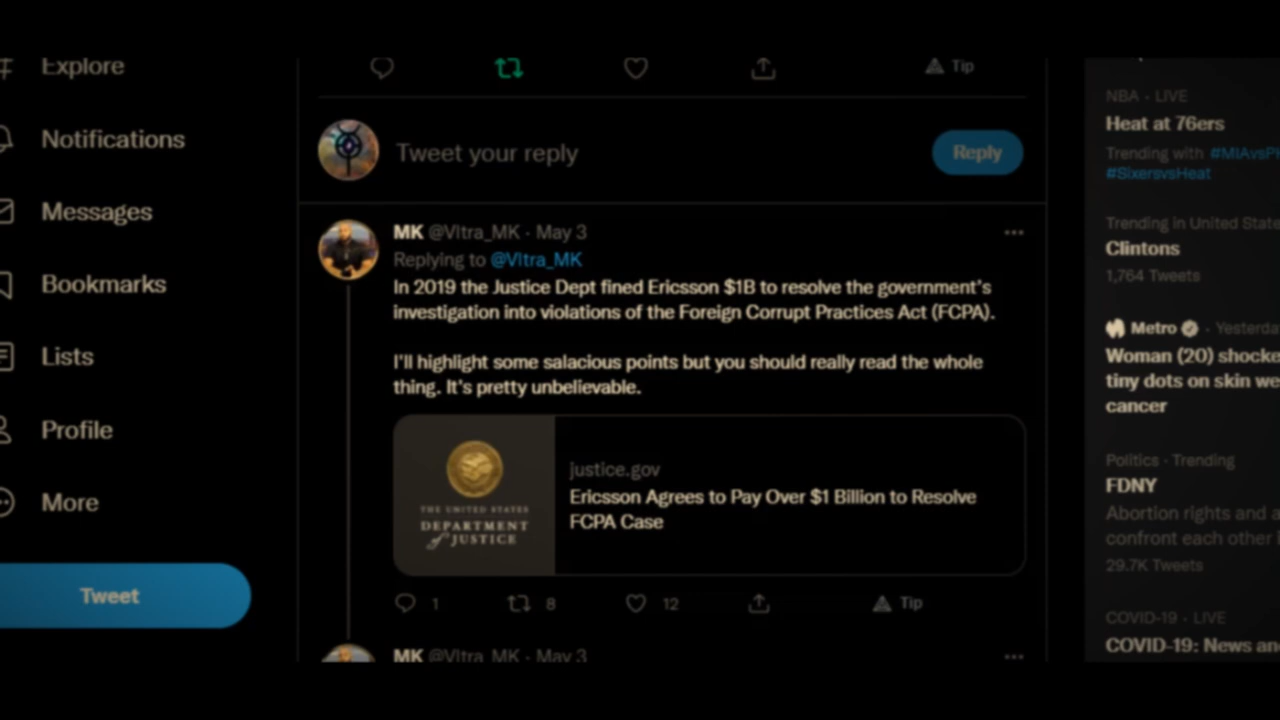 Explore
Notifications
Messages
Bookmarks
Lists
Profile
More
Tweet
Tip
Tweet your reply
Reply
MK @Vltra_MK · May 3
Replying to @Vltra_MK
In 2019 the Justice Dept fined Ericsson $1B to resolve the government's
investigation into violations of the Foreign Corrupt Practices Act (FCPA).
I'll highlight some salacious points but you should really read the whole
thing. It's pretty unbelievable.
THE UNITED STATES
DEPARTMENT
of JUSTICE
justice.gov
Ericsson Agrees to Pay Over $1 Billion to Resolve
FCPA Case
1 8 12 Tip
MK @Vltra_MK · May 3
NBA · LIVE
Heat at 76ers
Trending with #MIAvsPH
#SixersvsHeat
Trending in United State
Clintons
1,764 Tweets
Metro · Yesterda
Woman (20) shocke
tiny dots on skin we
cancer
Politics · Trending
FDNY
Abortion rights and a
confront each other i
29.7K Tweets
COVID-19 · LIVE
COVID-19: News an